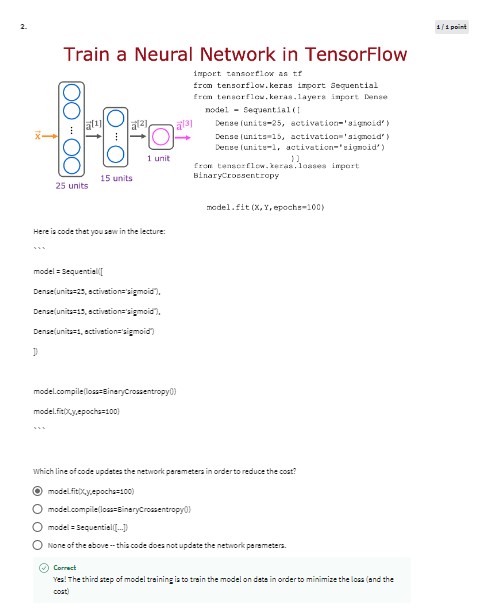 2.
1 / 1 point
Train a Neural Network in TensorFlow
import tensorflow as tf
from tensorflow.keras import Sequential
from tensorflow.keras.layers import Dense
model = Sequential([
Dense(units=25, activation='sigmoid')
Dense(units=15, activation='sigmoid')
Dense(units=1, activation='sigmoid')
)]
from tensorflow.keras.losses import
BinaryCrossentropy
model.fit(X,Y,epochs=100)
x⃗
a⃗[1]
a⃗[2]
a⃗[3]
1 unit
15 units
25 units
Here is code that you saw in the lecture:
```
model = Sequential([
Dense(units=25, activation='sigmoid'),
Dense(units=15, activation='sigmoid'),
Dense(units=1, activation='sigmoid')
])
model.compile(loss=BinaryCrossentropy())
model.fit(X,y,epochs=100)
```
Which line of code updates the network parameters in order to reduce the cost?
model.fit(X,y,epochs=100)
model.compile(loss=BinaryCrossentropy())
model = Sequential([...])
None of the above -- this code does not update the network parameters.
Correct
Yes! The third step of model training is to train the model on data in order to minimize the loss (and the
cost)